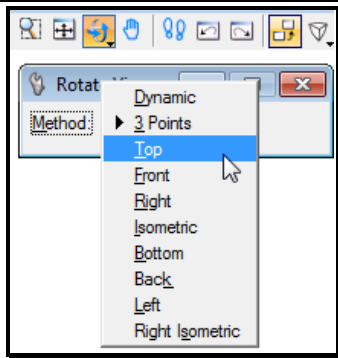 Rotat
Method:
Dynamic
3 Points
Top
Front
Right
Isometric
Bottom
Back
Left
Right Isometric